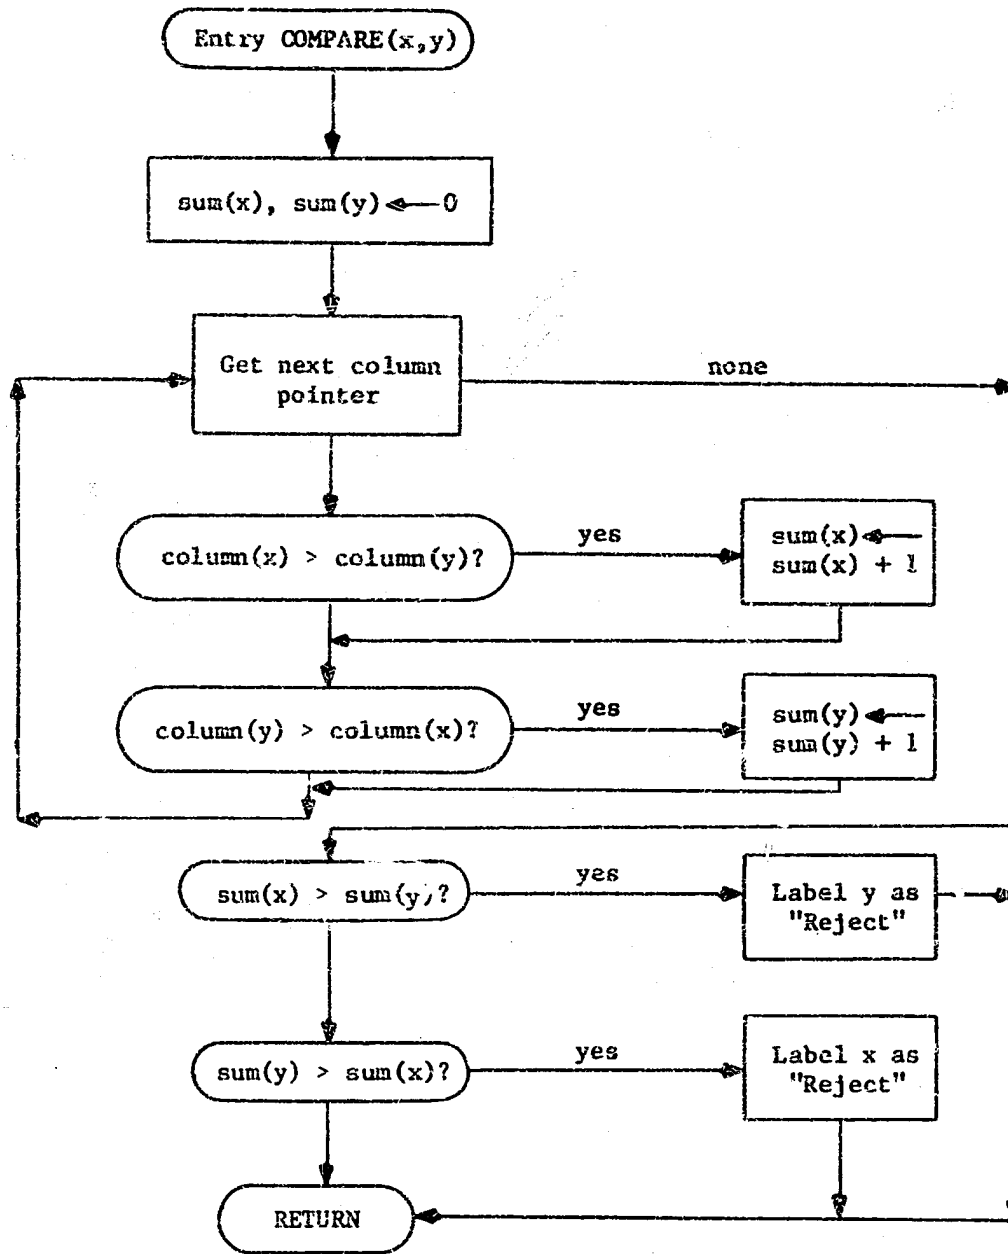 Entry COMPARE(x,y)
sum(x), sum(y) ← 0
Get next column
pointer
none
column(x) > column(y)?
yes
sum(x) ←
sum(x) + 1
column(y) > column(x)?
yes
sum(y) ←
sum(y) + 1
sum(x) > sum(y)?
yes
Label y as
"Reject"
sum(y) > sum(x)?
yes
Label x as
"Reject"
RETURN